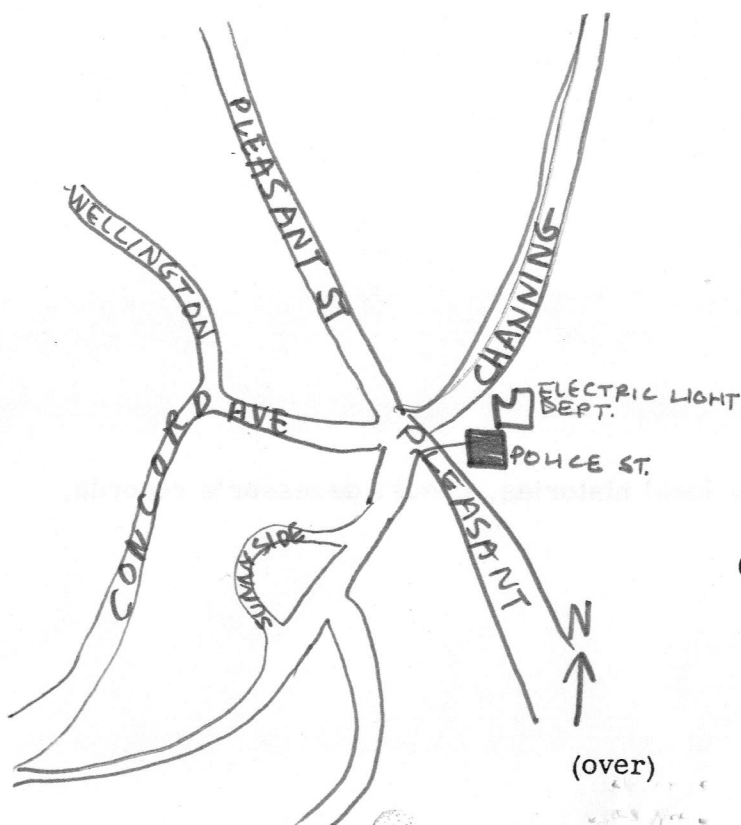 PLEASANT ST
WELLINGTON
CHANNING
ELECTRIC LIGHT
DEPT.
CONCORD AVE
POLICE ST.
PLEASANT
SUNNYSIDE
N
(over)